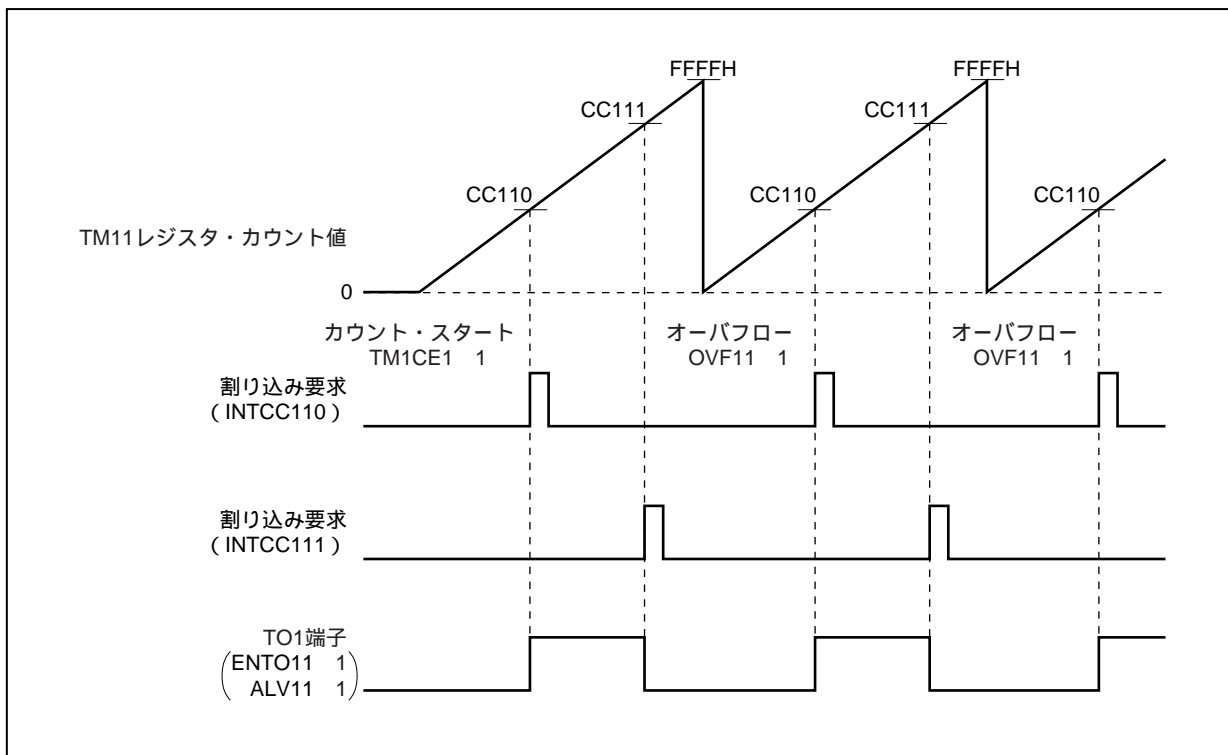 FFFFH
FFFFH
CC111
CC111
CC110
CC110
CC110
TM11レジスタ・カウント値
0
カウント・スタート
TM1CE1 1
オーバフロー
OVF11 1
オーバフロー
OVF11 1
割り込み要求
(INTCC110)
割り込み要求
(INTCC111)
TO1端子
ENTO11 1
ALV11 1